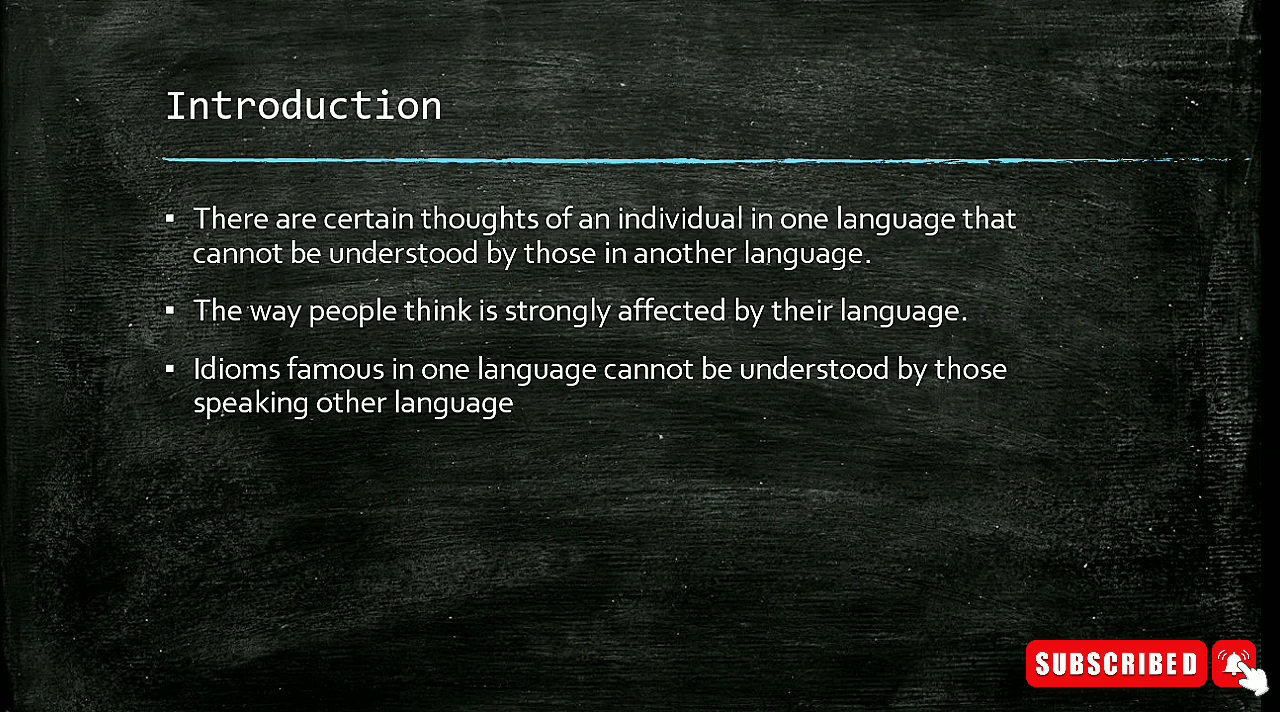 Introduction
▪ There are certain thoughts of an individual in one language that
cannot be understood by those in another language.
▪ The way people think is strongly affected by their language.
▪ Idioms famous in one language cannot be understood by those
speaking other language
SUBSCRIBED